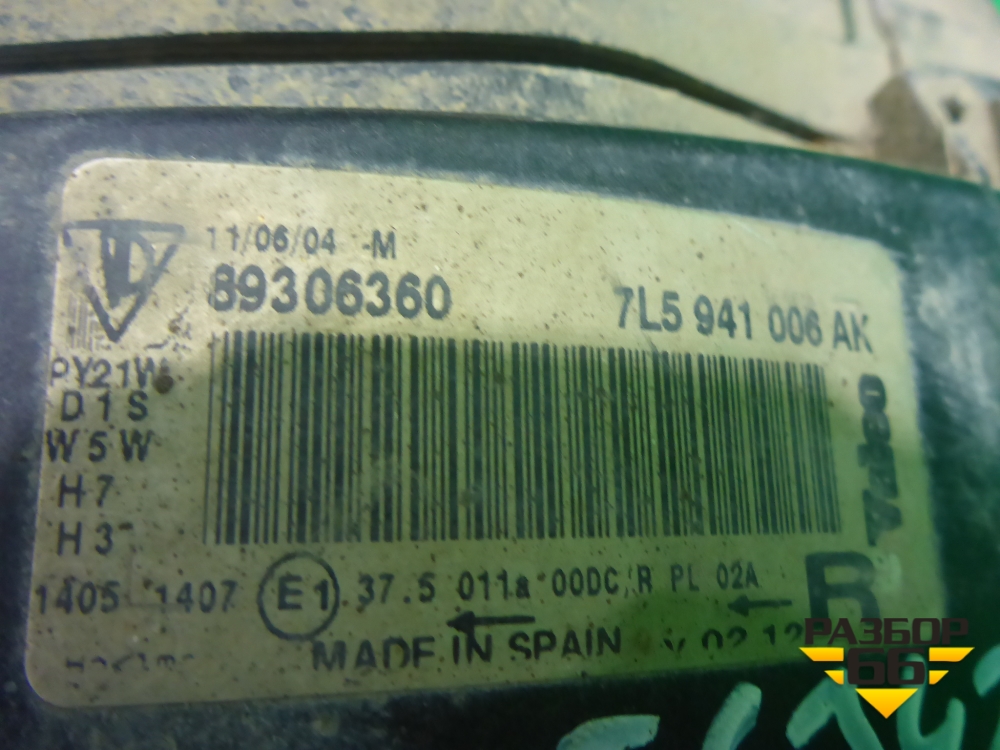 11/06/04 -M
89306360
7L5 941 006 AK
PY21W
D1S
W5W
H7
H3
Valeo
1405 1407 E1 37.5 011a 00DC/R PL 02A
R
MADE IN SPAIN
РАЗБОР
66